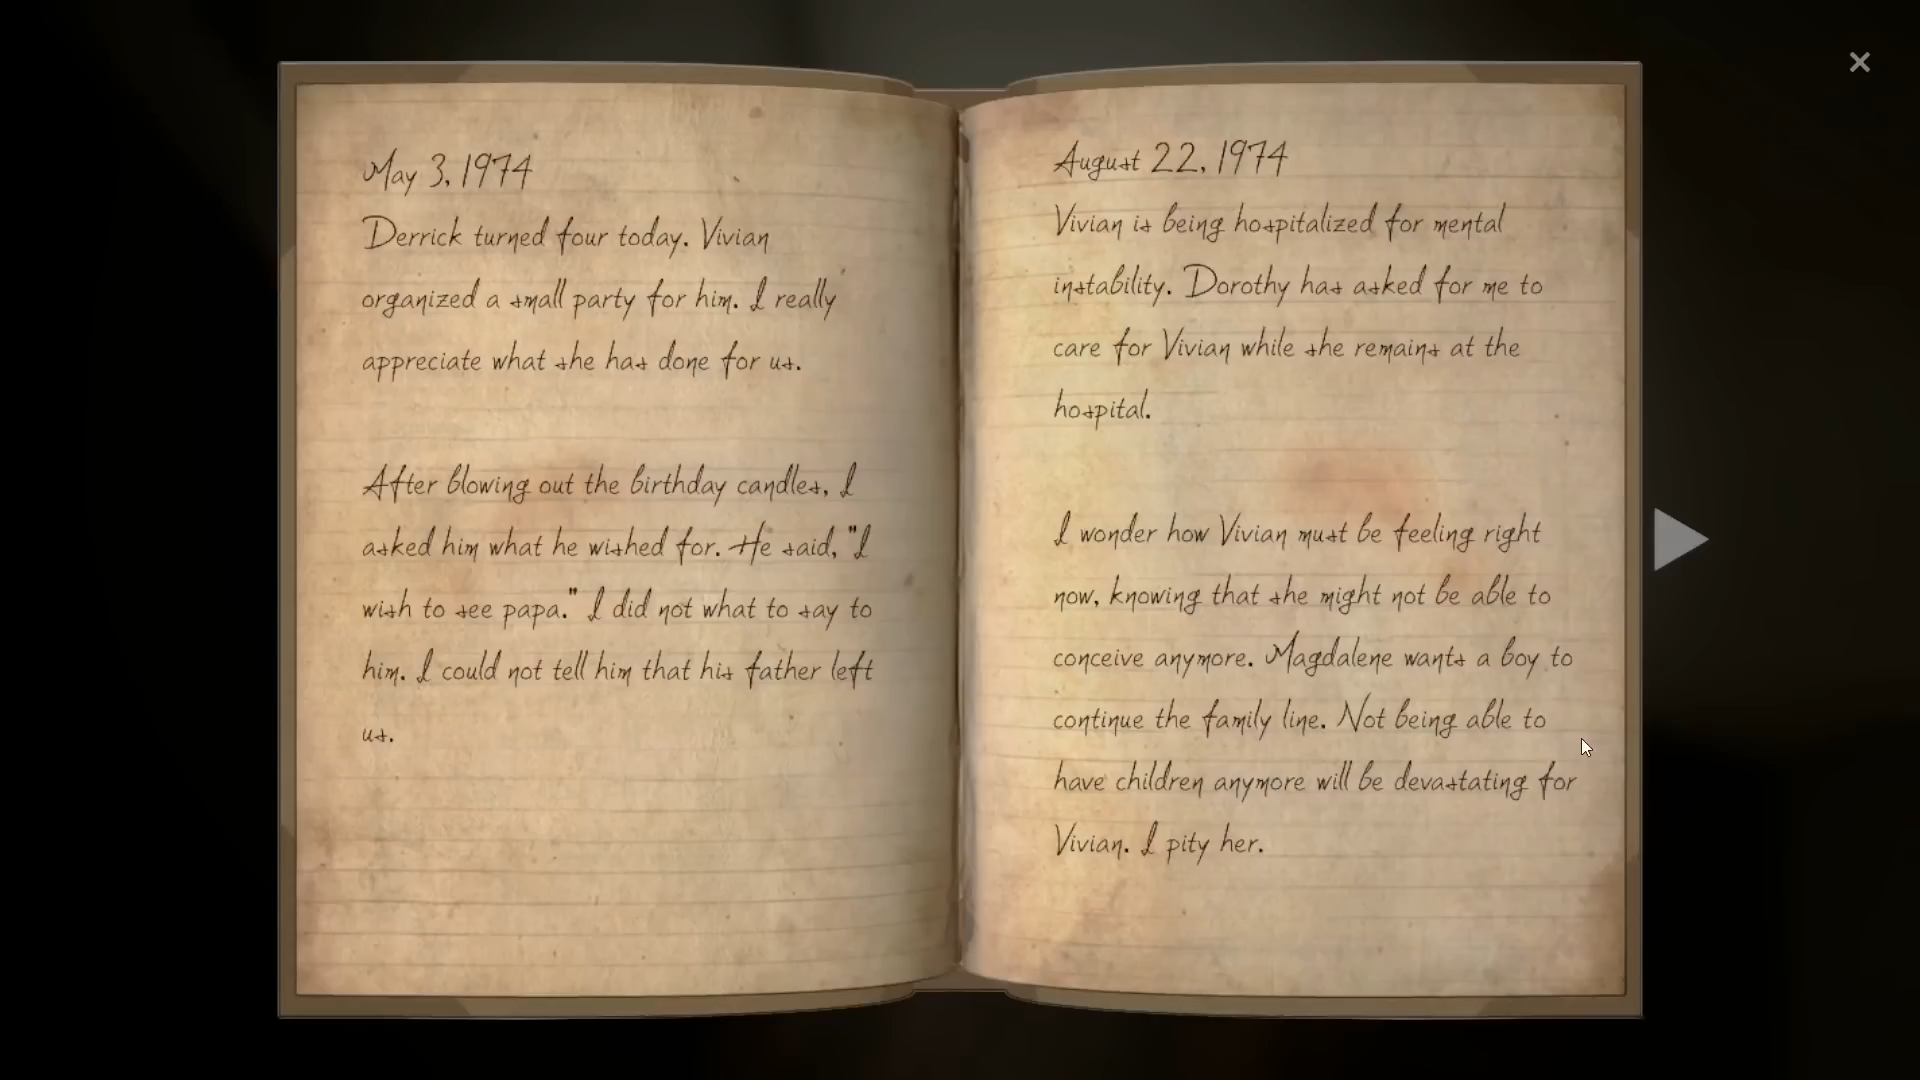 May 3, 1974
Derrick turned four today. Vivian
organized a small party for him. I really
appreciate what she has done for us.
After blowing out the birthday candles, I
asked him what he wished for. He said, "I
wish to see papa." I did not what to say to
him. I could not tell him that his father left
us.
August 22, 1974
Vivian is being hospitalized for mental
instability. Dorothy has asked for me to
care for Vivian while she remains at the
hospital.
I wonder how Vivian must be feeling right
now, knowing that she might not be able to
conceive anymore. Magdalene wants a boy to
continue the family line. Not being able to
have children anymore will be devastating for
Vivian. I pity her.